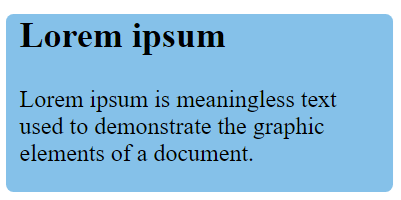 Lorem ipsum
Lorem ipsum is meaningless text
used to demonstrate the graphic
elements of a document.